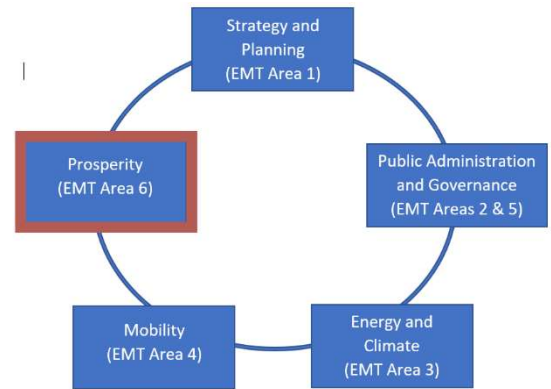 Strategy and
Planning
(EMT Area 1)
Public Administration
and Governance
(EMT Areas 2 & 5)
Energy and
Climate
(EMT Area 3)
Mobility
(EMT Area 4)
Prosperity
(EMT Area 6)